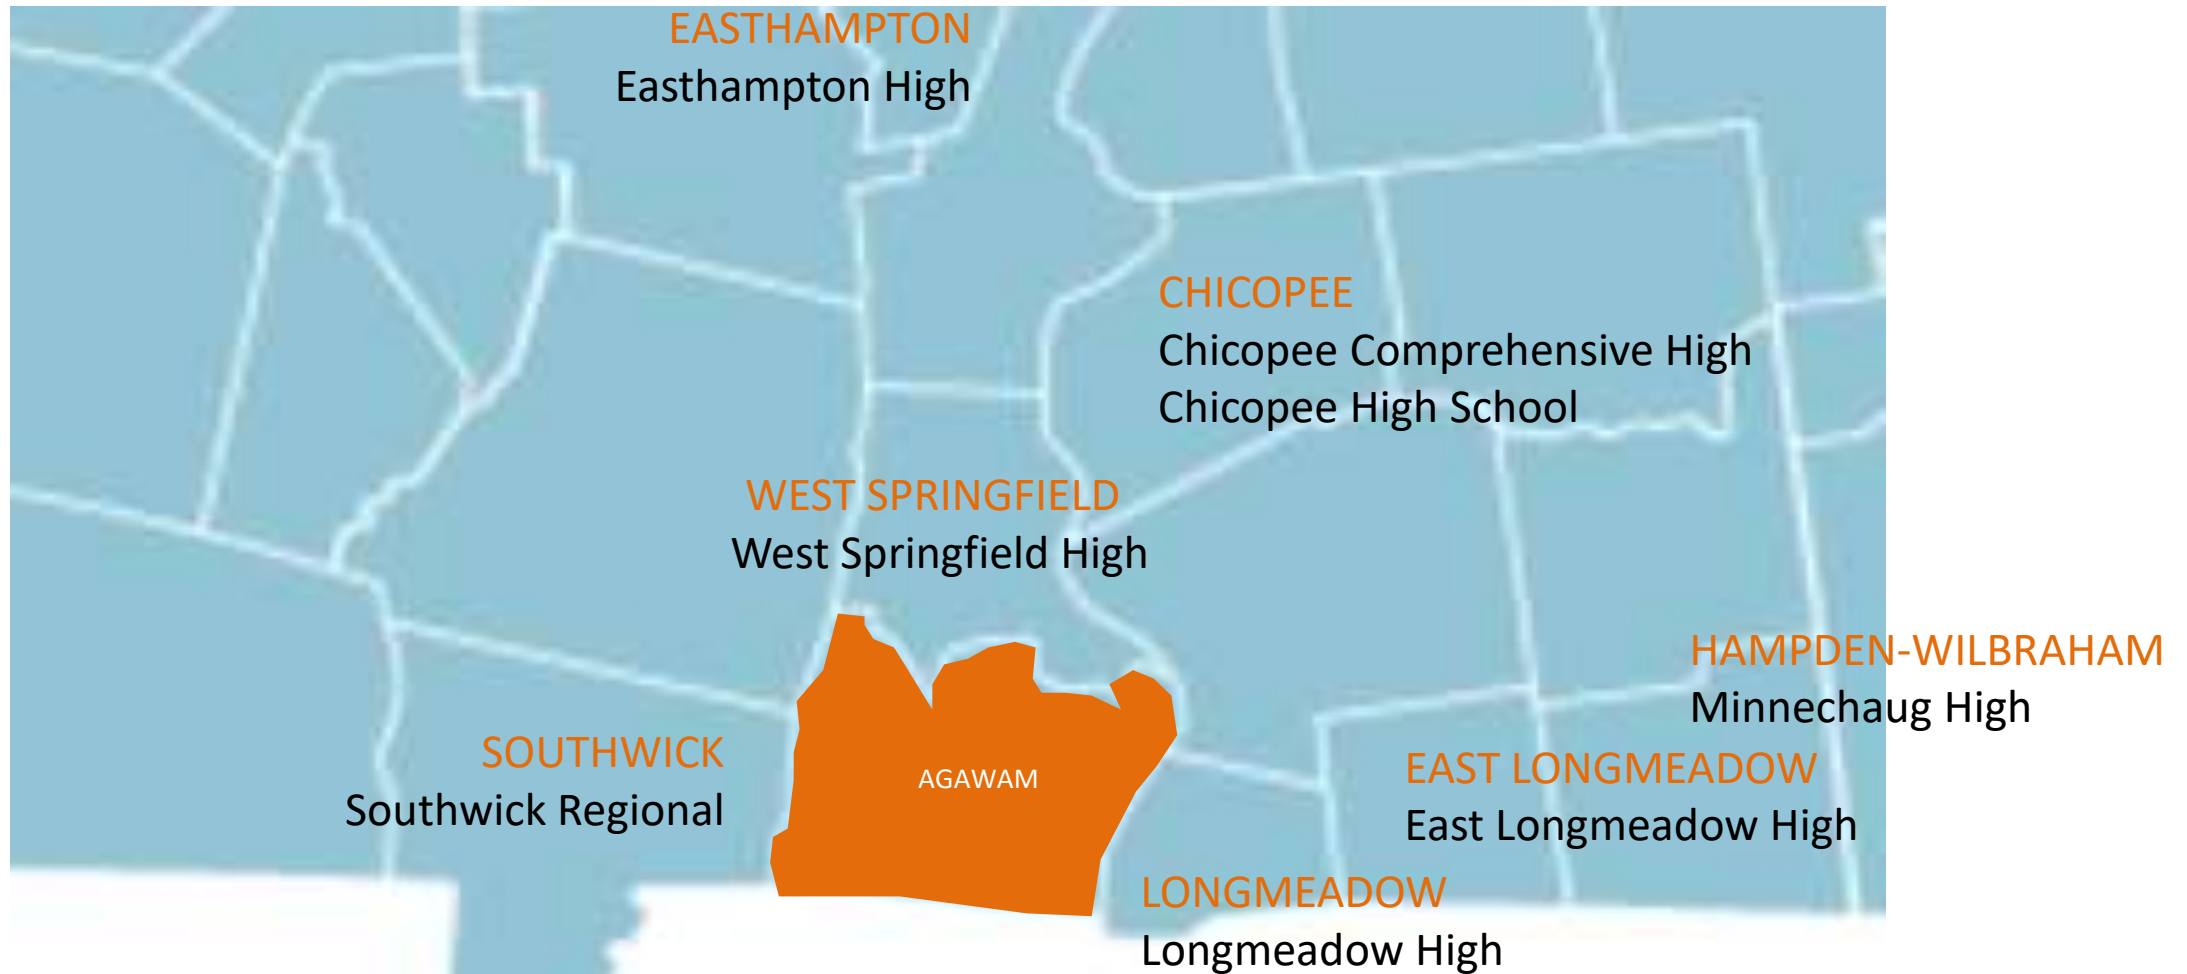 EASTHAMPTON
Easthampton High
CHICOPEE
Chicopee Comprehensive High
Chicopee High School
WEST SPRINGFIELD
West Springfield High
HAMPDEN-WILBRAHAM
Minnechaug High
SOUTHWICK
Southwick Regional
AGAWAM
EAST LONGMEADOW
East Longmeadow High
LONGMEADOW
Longmeadow High